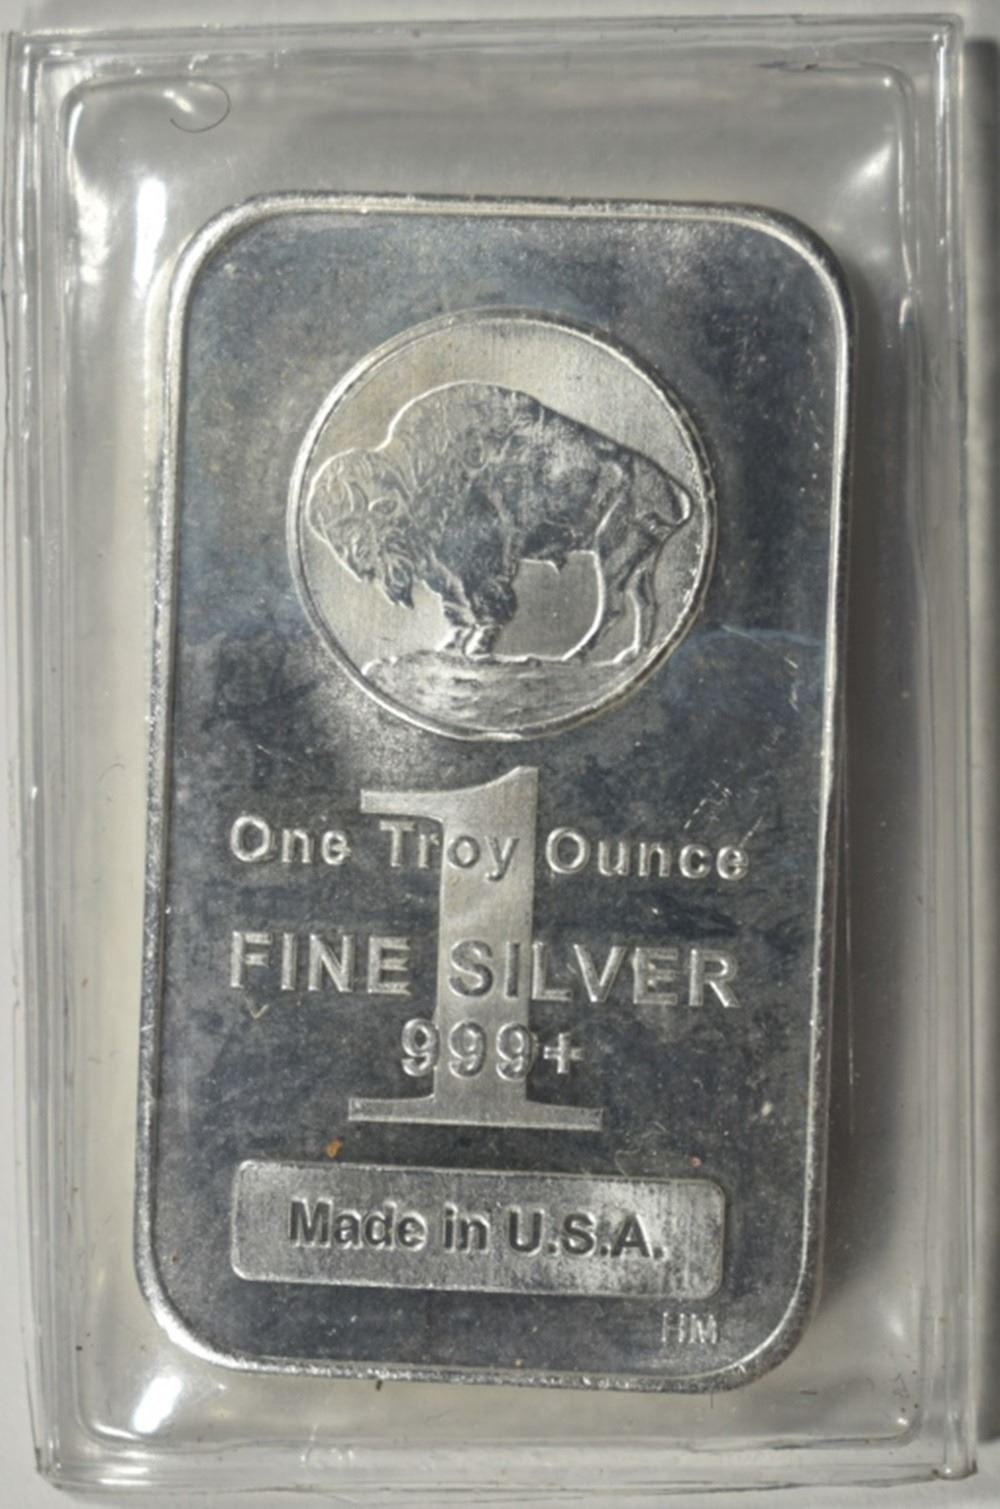 1
One Troy Ounce
FINE SILVER
999+
Made in U.S.A.
HM